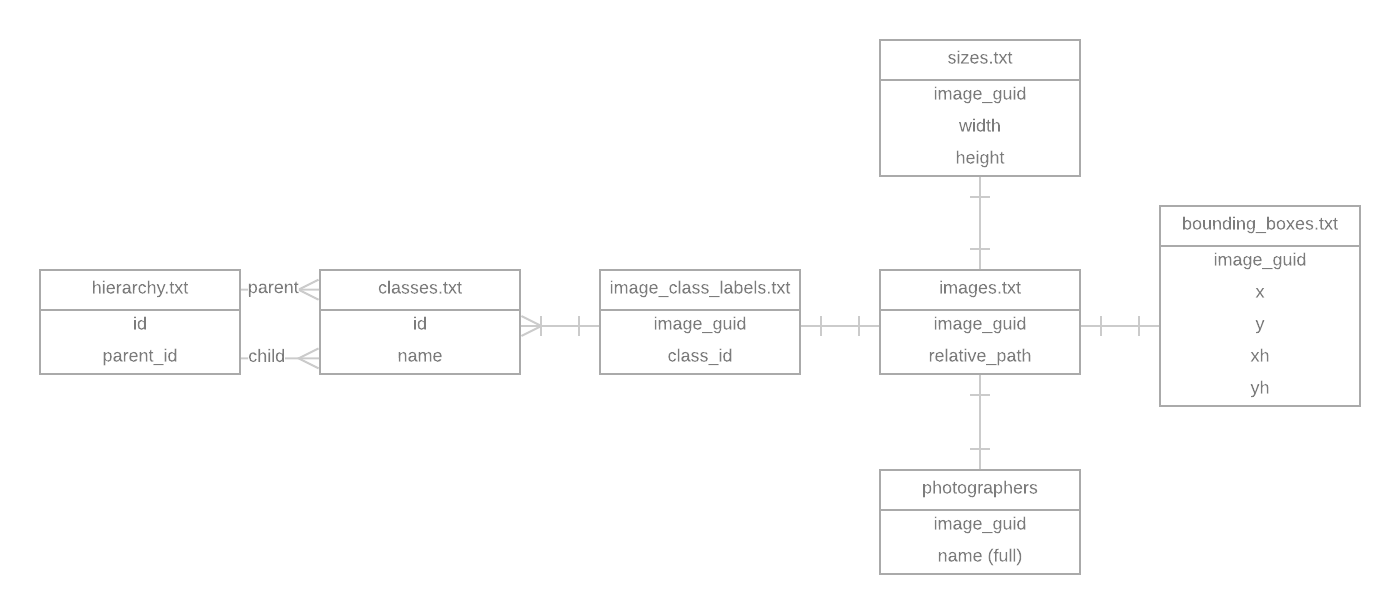 sizes.txt
image_guid
width
height
bounding_boxes.txt
image_guid
x
y
xh
yh
hierarchy.txt
id
parent_id
parent
child
classes.txt
id
name
image_class_labels.txt
image_guid
class_id
images.txt
image_guid
relative_path
photographers
image_guid
name (full)